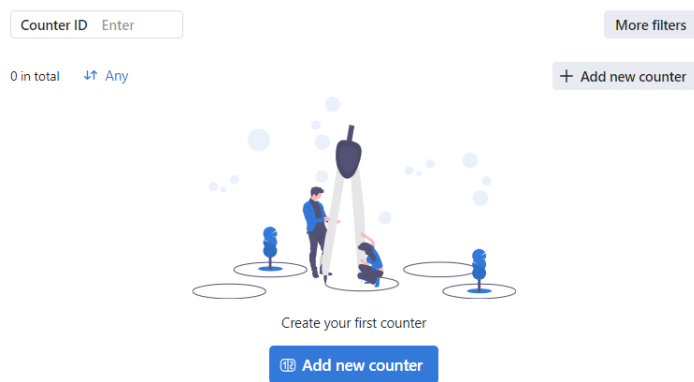 Counter ID Enter
More filters
0 in total Any
Add new counter
Create your first counter
Add new counter